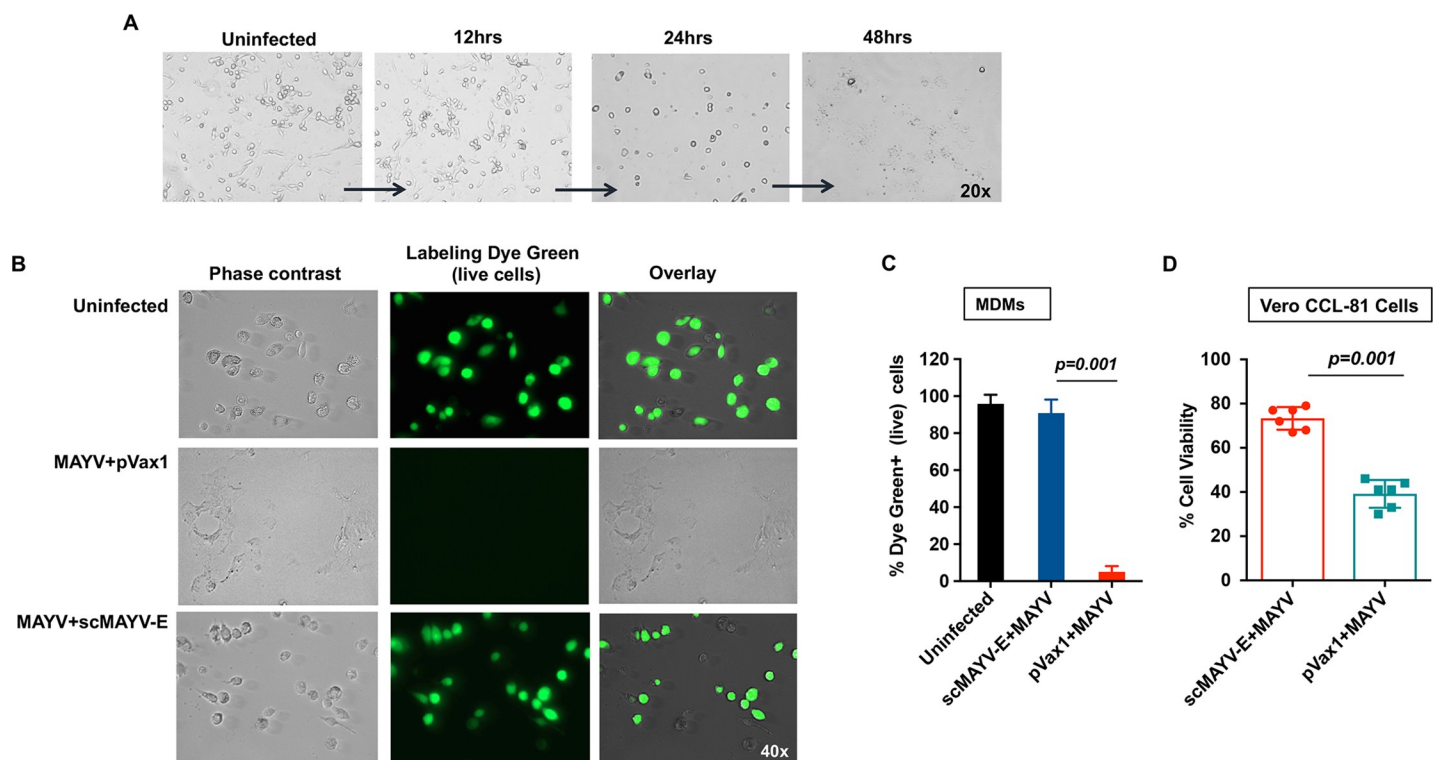 A
Uninfected
12hrs
24hrs
48hrs
20x
B
Phase contrast
Labeling Dye Green
(live cells)
Overlay
Uninfected
MAYV+pVax1
MAYV+scMAYV-E
40x
C
MDMs
% Dye Green+ (live) cells
120
100
80
60
40
20
0
p=0.001
Uninfected
scMAYV-E+MAYV
pVax1+MAYV
D
Vero CCL-81 Cells
% Cell Viability
100
80
60
40
20
0
p=0.001
scMAYV-E+MAYV
pVax1+MAYV